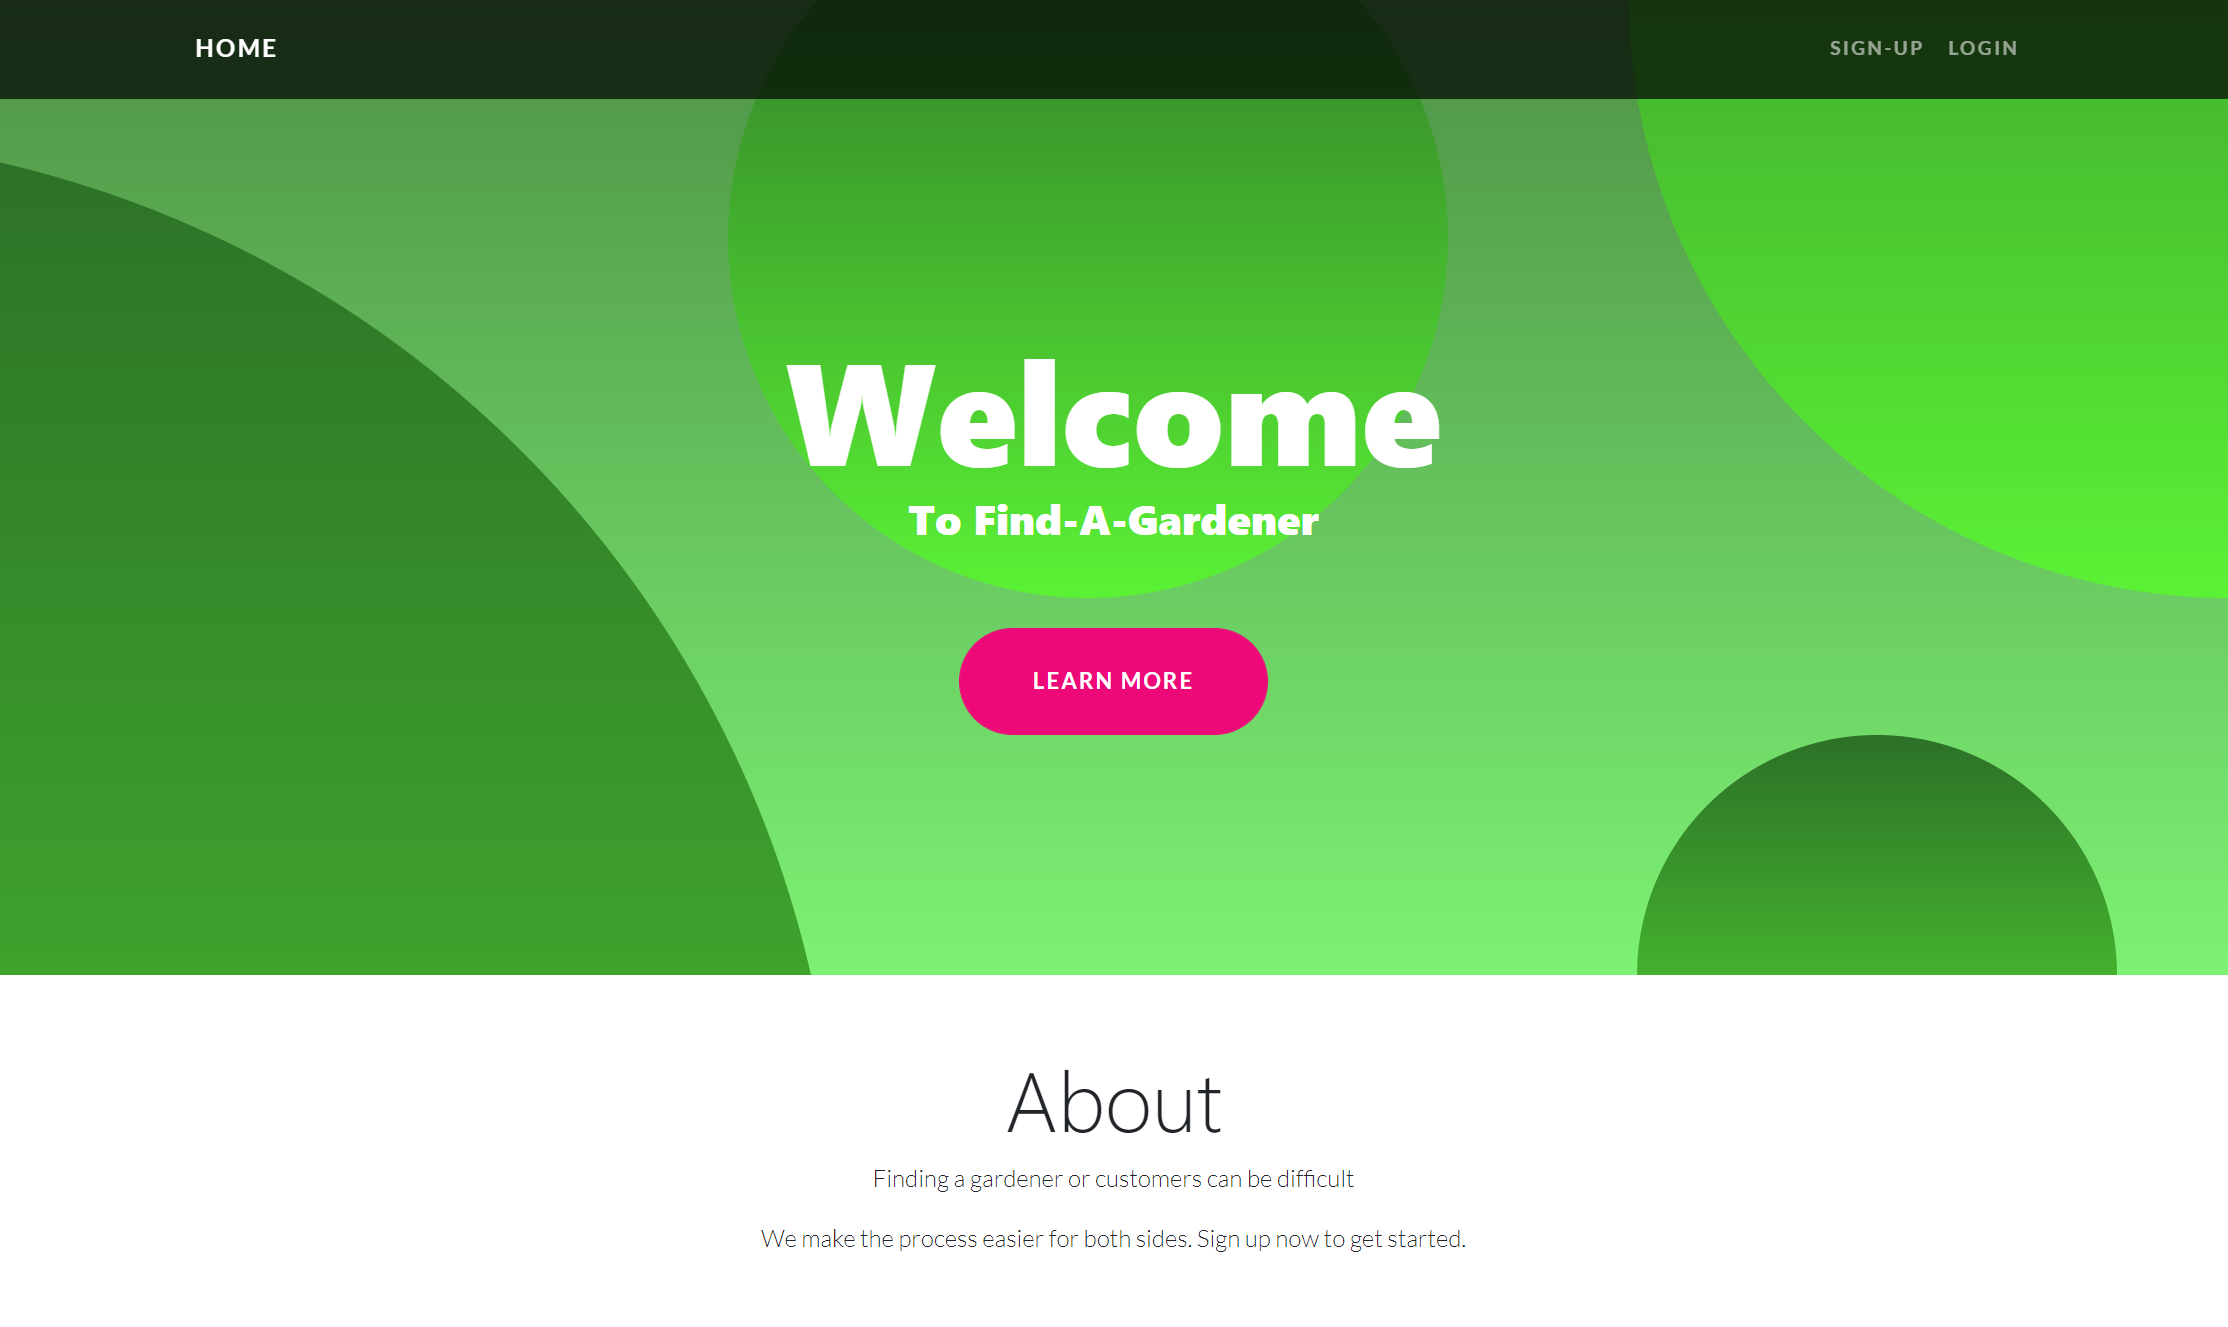 HOME SIGN-UP LOGIN
Welcome
To Find-A-Gardener
LEARN MORE
About
Finding a gardener or customers can be difficult
We make the process easier for both sides. Sign up now to get started.